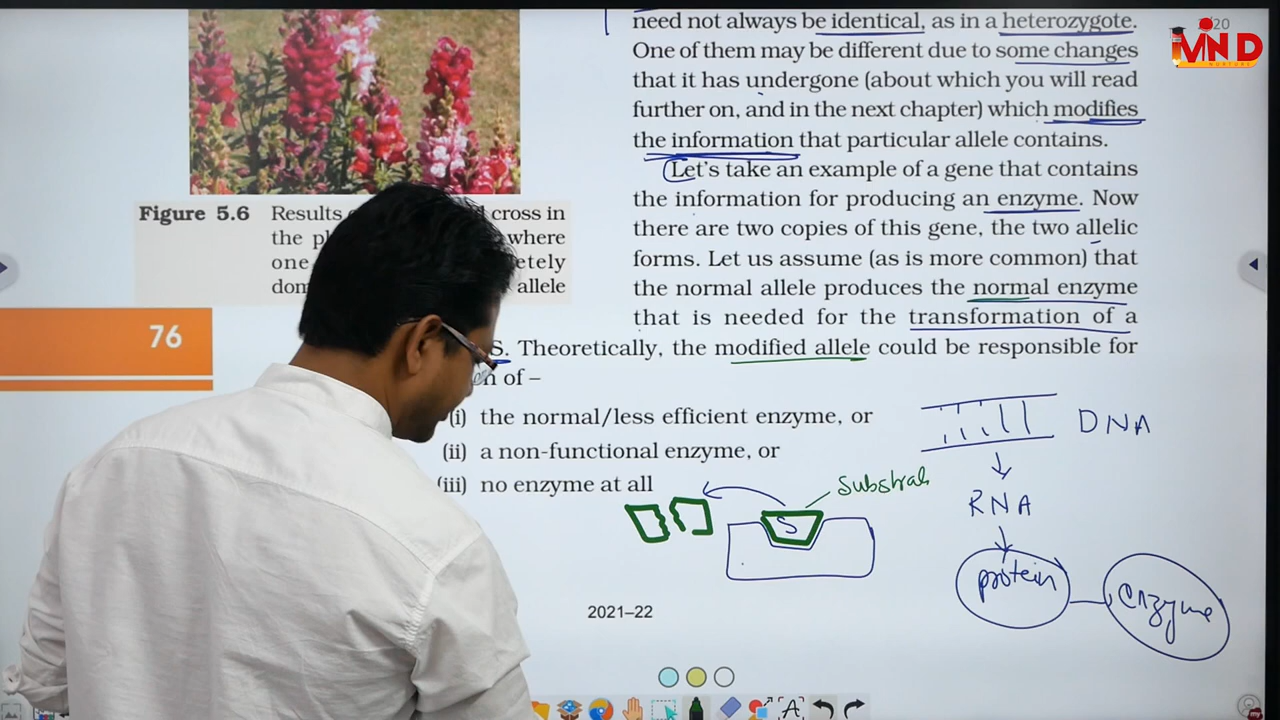 need not always be identical, as in a heterozygote.
One of them may be different due to some changes
that it has undergone (about which you will read
further on, and in the next chapter) which modifies
the information that particular allele contains.
Let's take an example of a gene that contains
the information for producing an enzyme. Now
there are two copies of this gene, the two allelic
forms. Let us assume (as is more common) that
the normal allele produces the normal enzyme
that is needed for the transformation of a
S. Theoretically, the modified allele could be responsible for
of –
(i) the normal/less efficient enzyme, or
(ii) a non-functional enzyme, or
(iii) no enzyme at all
Figure 5.6 Results cross in
the where
one
allele
76
DNA
RNA
protein
enzyme
S
2021–22
MIND
20
A